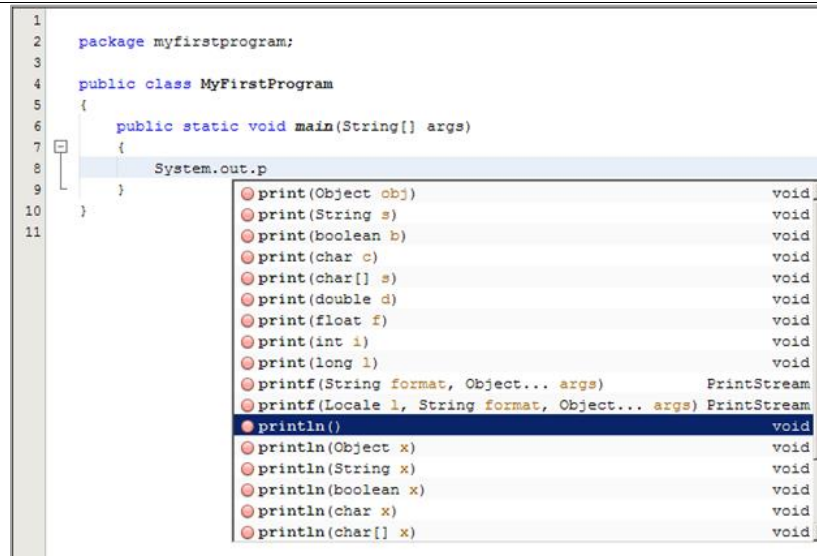 1
2 package myfirstprogram;
3
4 public class MyFirstProgram
5 {
6 public static void main(String[] args)
7 {
8 System.out.p
9 }
10 }
11
print(Object obj) void
print(String s) void
print(boolean b) void
print(char c) void
print(char[] s) void
print(double d) void
print(float f) void
print(int i) void
print(long l) void
printf(String format, Object... args) PrintStream
printf(Locale l, String format, Object... args) PrintStream
println() void
println(Object x) void
println(String x) void
println(boolean x) void
println(char x) void
println(char[] x) void